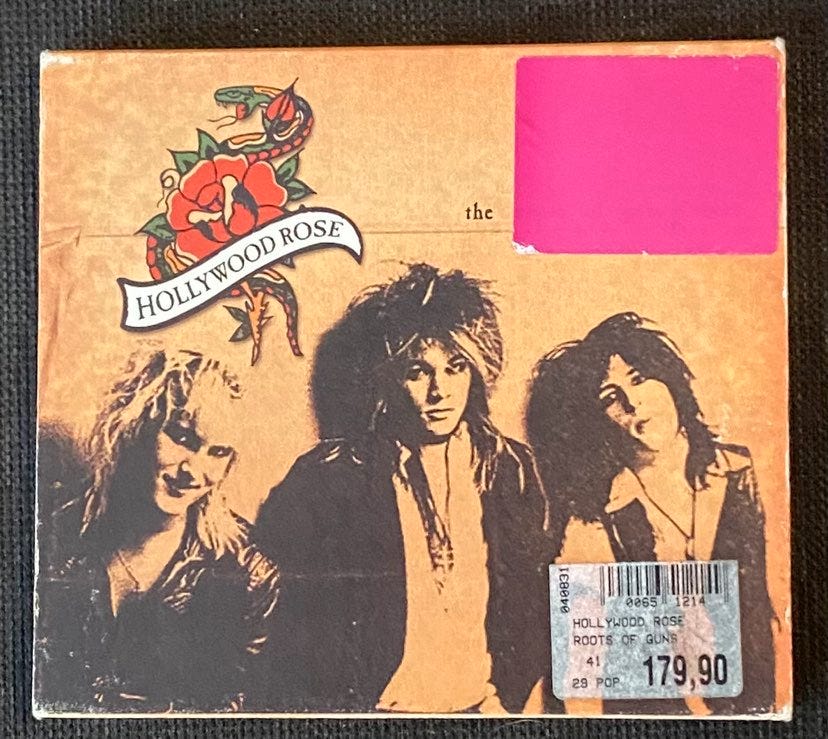 HOLLYWOOD ROSE
the
040831
0065 1214
HOLLYWOOD ROSE
ROOTS OF GUNS
41
29 POP 179,90